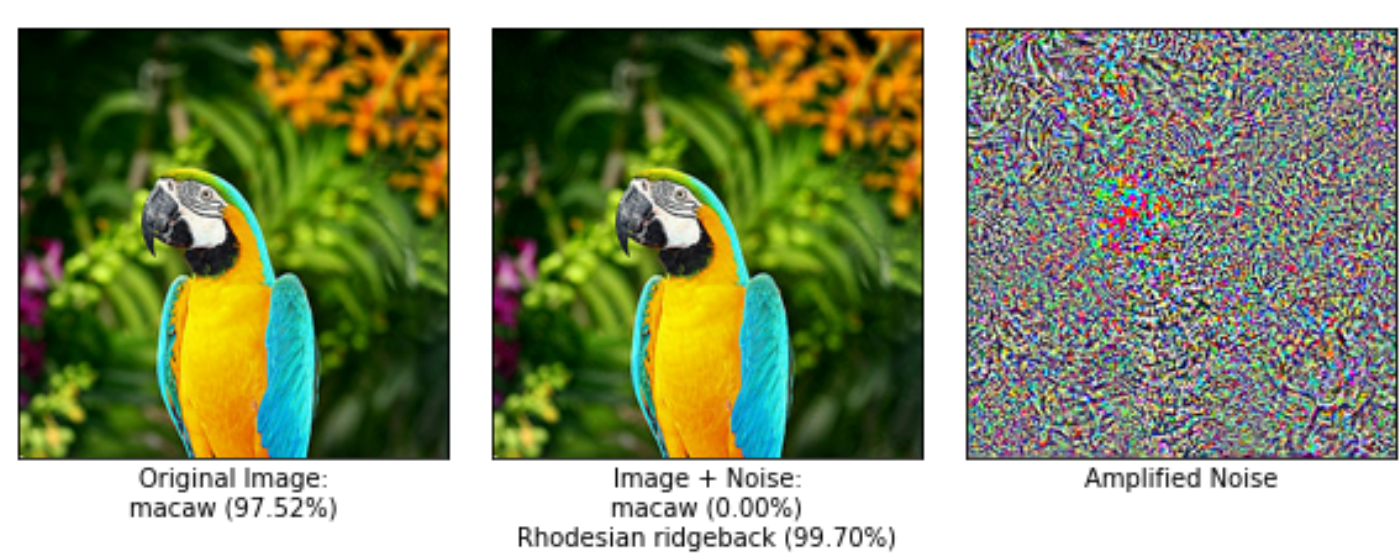 Original Image:
macaw (97.52%)
Image + Noise:
macaw (0.00%)
Rhodesian ridgeback (99.70%)
Amplified Noise